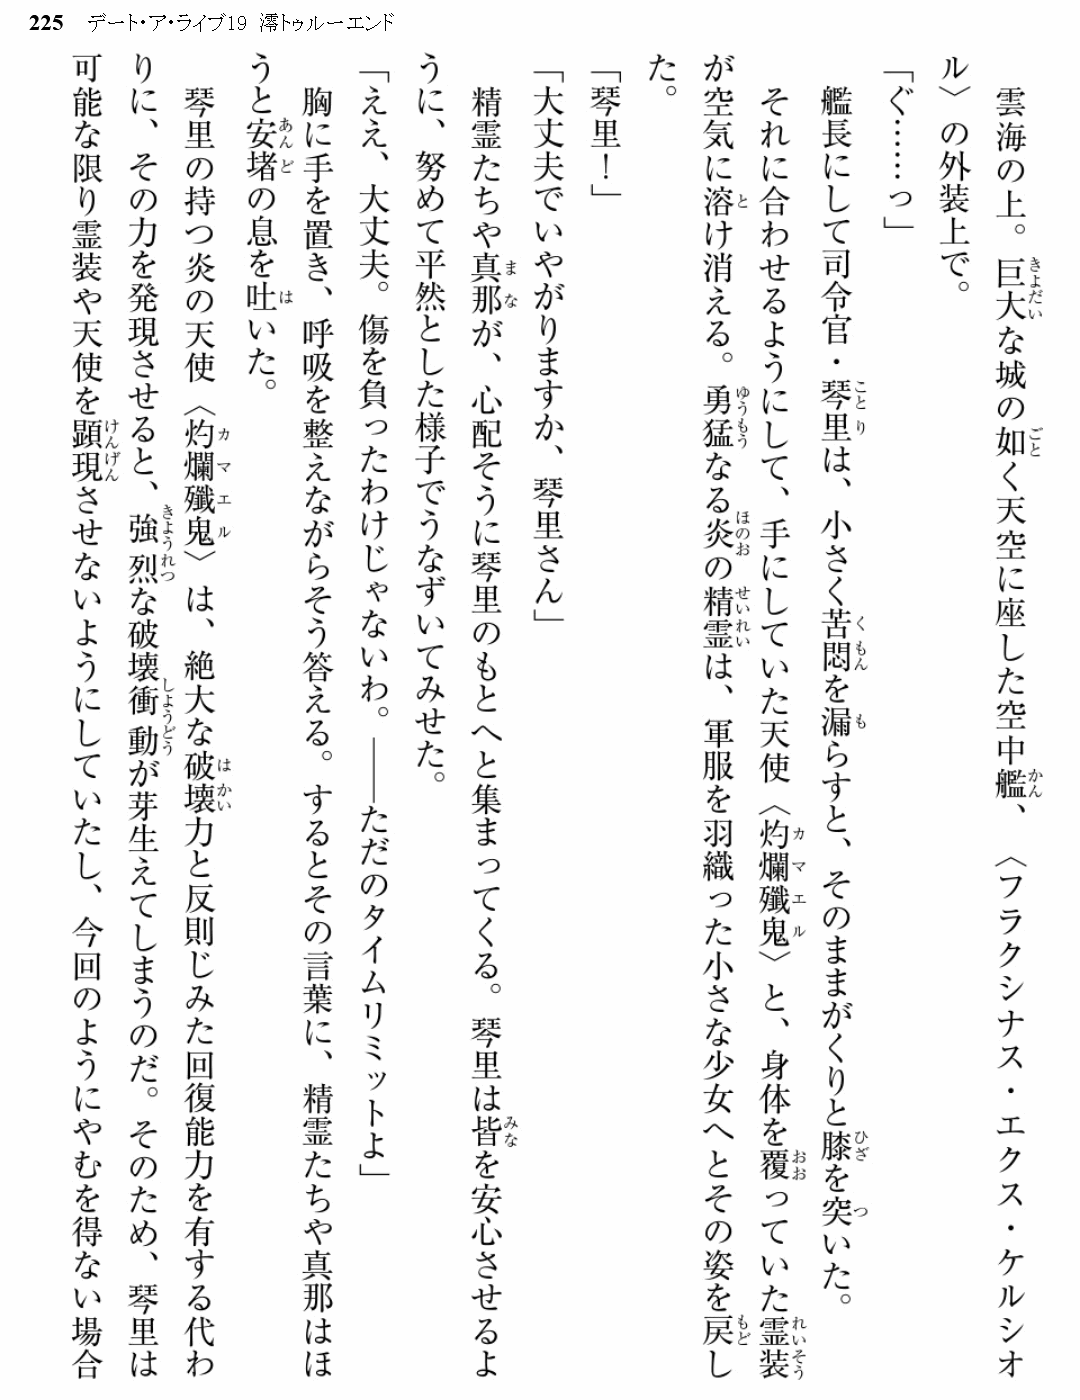 225 デート・ア・ライブ19 澪トゥルーエンド
雲海の上。巨大な城の如く天空に座した空中艦、〈フラクシナス・エクス・ケルシオ
ル〉の外装上で。
「ぐ……っ」
艦長にして司令官・琴里は、小さく苦悶を漏らすと、そのままがくりと膝を突いた。
それに合わせるようにして、手にしていた天使〈灼爛殲鬼〉と、身体を覆っていた霊装
が空気に溶け消える。勇猛なる炎の精霊は、軍服を羽織った小さな少女へとその姿を戻し
た。
「琴里！」
「大丈夫でいやがりますか、琴里さん」
精霊たちや真那が、心配そうに琴里のもとへと集まってくる。琴里は皆を安心させるよ
うに、努めて平然とした様子でうなずいてみせた。
「ええ、大丈夫。傷を負ったわけじゃないわ。――ただのタイムリミットよ」
胸に手を置き、呼吸を整えながらそう答える。するとその言葉に、精霊たちや真那はほ
うと安堵の息を吐いた。
琴里の持つ炎の天使〈灼爛殲鬼〉は、絶大な破壊力と反則じみた回復能力を有する代わ
りに、その力を発現させると、強烈な破壊衝動が芽生えてしまうのだ。そのため、琴里は
可能な限り霊装や天使を顕現させないようにしていたし、今回のようにやむを得ない場合